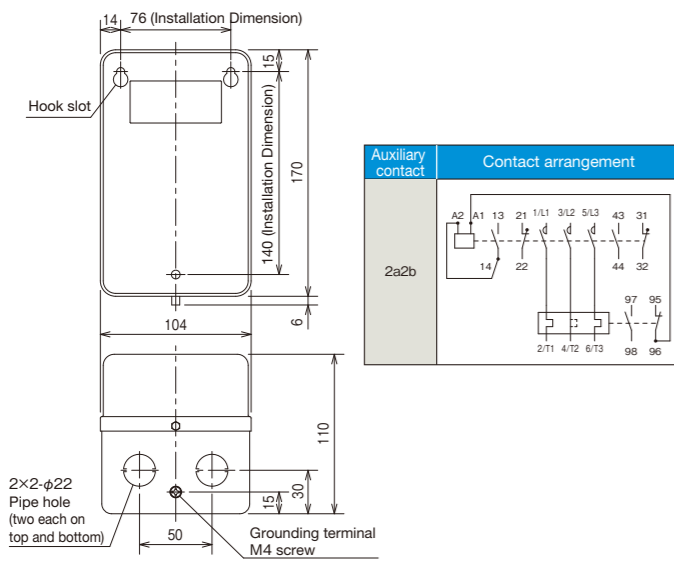 14
76 (Installation Dimension)
15
Hook slot
140 (Installation Dimension)
170
6
104
110
2×2-φ22
Pipe hole
(two each on
top and bottom)
50
30
15
Grounding terminal
M4 screw
Auxiliary
contact
Contact arrangement
2a2b
A2 A1 13 21 1/L1 3/L2 5/L3 43 31
14 22 44 32
97 95
2/T1 4/T2 6/T3 98 96